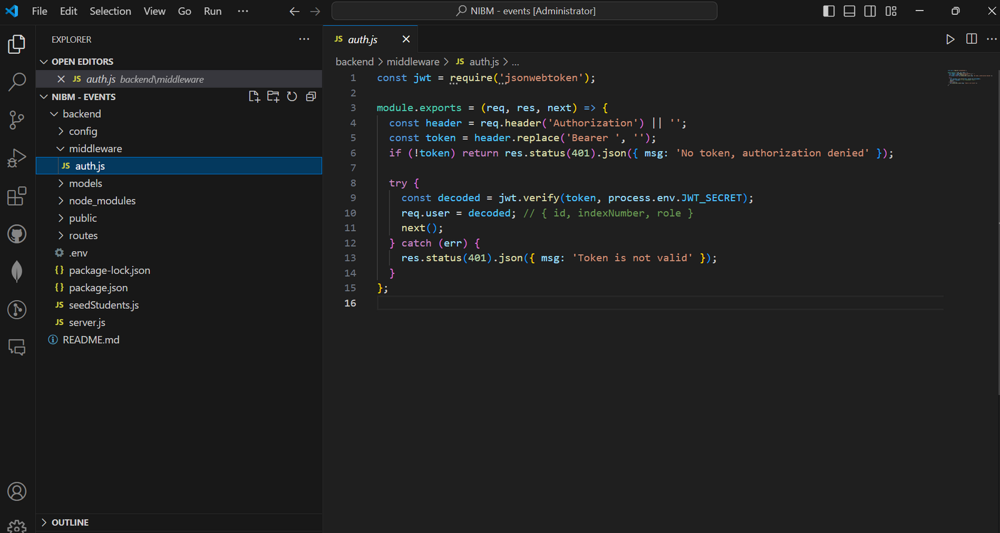 File Edit Selection View Go Run ···
NIBM - events [Administrator]
EXPLORER
OPEN EDITORS
JS auth.js backend\middleware
NIBM - EVENTS
backend
config
middleware
JS auth.js
models
node_modules
public
routes
.env
{} package-lock.json
{} package.json
JS seedStudents.js
JS server.js
README.md
OUTLINE
JS auth.js
backend > middleware > JS auth.js > ...
1 const jwt = require('jsonwebtoken');
2
3 module.exports = (req, res, next) => {
4 const header = req.header('Authorization') || '';
5 const token = header.replace('Bearer ', '');
6 if (!token) return res.status(401).json({ msg: 'No token, authorization denied' });
7
8 try {
9 const decoded = jwt.verify(token, process.env.JWT_SECRET);
10 req.user = decoded; // { id, indexNumber, role }
11 next();
12 } catch (err) {
13 res.status(401).json({ msg: 'Token is not valid' });
14 }
15 };
16